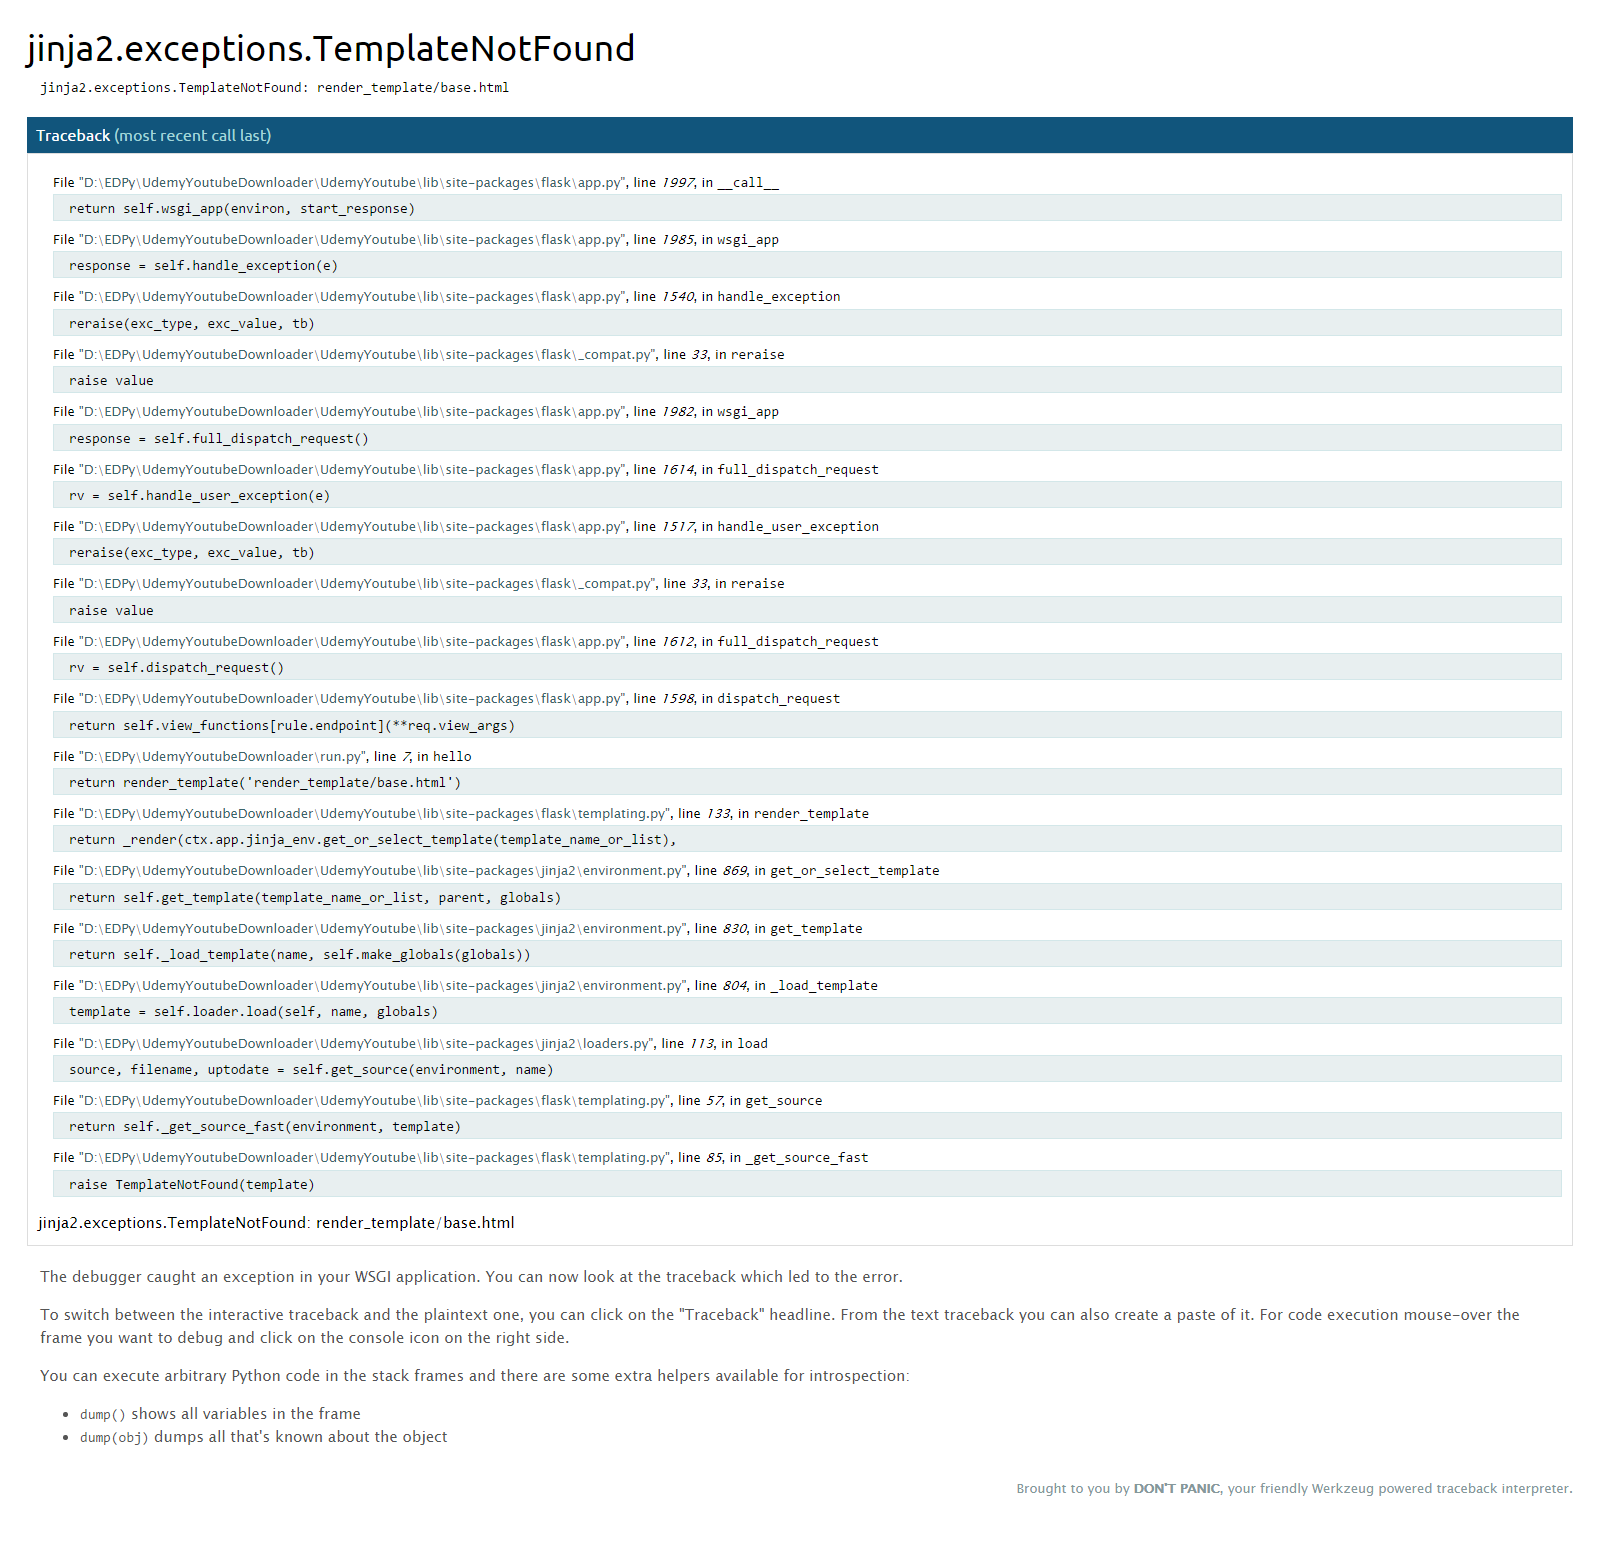 jinja2.exceptions.TemplateNotFound
jinja2.exceptions.TemplateNotFound: render_template/base.html
Traceback (most recent call last)
File "D:\EDPy\UdemyYoutubeDownloader\UdemyYoutube\lib\site-packages\flask\app.py", line 1997, in __call__
return self.wsgi_app(environ, start_response)
File "D:\EDPy\UdemyYoutubeDownloader\UdemyYoutube\lib\site-packages\flask\app.py", line 1985, in wsgi_app
response = self.handle_exception(e)
File "D:\EDPy\UdemyYoutubeDownloader\UdemyYoutube\lib\site-packages\flask\app.py", line 1540, in handle_exception
reraise(exc_type, exc_value, tb)
File "D:\EDPy\UdemyYoutubeDownloader\UdemyYoutube\lib\site-packages\flask\_compat.py", line 33, in reraise
raise value
File "D:\EDPy\UdemyYoutubeDownloader\UdemyYoutube\lib\site-packages\flask\app.py", line 1982, in wsgi_app
response = self.full_dispatch_request()
File "D:\EDPy\UdemyYoutubeDownloader\UdemyYoutube\lib\site-packages\flask\app.py", line 1614, in full_dispatch_request
rv = self.handle_user_exception(e)
File "D:\EDPy\UdemyYoutubeDownloader\UdemyYoutube\lib\site-packages\flask\app.py", line 1517, in handle_user_exception
reraise(exc_type, exc_value, tb)
File "D:\EDPy\UdemyYoutubeDownloader\UdemyYoutube\lib\site-packages\flask\_compat.py", line 33, in reraise
raise value
File "D:\EDPy\UdemyYoutubeDownloader\UdemyYoutube\lib\site-packages\flask\app.py", line 1612, in full_dispatch_request
rv = self.dispatch_request()
File "D:\EDPy\UdemyYoutubeDownloader\UdemyYoutube\lib\site-packages\flask\app.py", line 1598, in dispatch_request
return self.view_functions[rule.endpoint](**req.view_args)
File "D:\EDPy\UdemyYoutubeDownloader\run.py", line 7, in hello
return render_template('render_template/base.html')
File "D:\EDPy\UdemyYoutubeDownloader\UdemyYoutube\lib\site-packages\flask\templating.py", line 133, in render_template
return _render(ctx.app.jinja_env.get_or_select_template(template_name_or_list),
File "D:\EDPy\UdemyYoutubeDownloader\UdemyYoutube\lib\site-packages\jinja2\environment.py", line 869, in get_or_select_template
return self.get_template(template_name_or_list, parent, globals)
File "D:\EDPy\UdemyYoutubeDownloader\UdemyYoutube\lib\site-packages\jinja2\environment.py", line 830, in get_template
return self._load_template(name, self.make_globals(globals))
File "D:\EDPy\UdemyYoutubeDownloader\UdemyYoutube\lib\site-packages\jinja2\environment.py", line 804, in _load_template
template = self.loader.load(self, name, globals)
File "D:\EDPy\UdemyYoutubeDownloader\UdemyYoutube\lib\site-packages\jinja2\loaders.py", line 113, in load
source, filename, uptodate = self.get_source(environment, name)
File "D:\EDPy\UdemyYoutubeDownloader\UdemyYoutube\lib\site-packages\flask\templating.py", line 57, in get_source
return self._get_source_fast(environment, template)
File "D:\EDPy\UdemyYoutubeDownloader\UdemyYoutube\lib\site-packages\flask\templating.py", line 85, in _get_source_fast
raise TemplateNotFound(template)
jinja2.exceptions.TemplateNotFound: render_template/base.html
The debugger caught an exception in your WSGI application. You can now look at the traceback which led to the error.
To switch between the interactive traceback and the plaintext one, you can click on the "Traceback" headline. From the text traceback you can also create a paste of it. For code execution mouse-over the
frame you want to debug and click on the console icon on the right side.
You can execute arbitrary Python code in the stack frames and there are some extra helpers available for introspection:
• dump() shows all variables in the frame
• dump(obj) dumps all that's known about the object
Brought to you by DON'T PANIC, your friendly Werkzeug powered traceback interpreter.